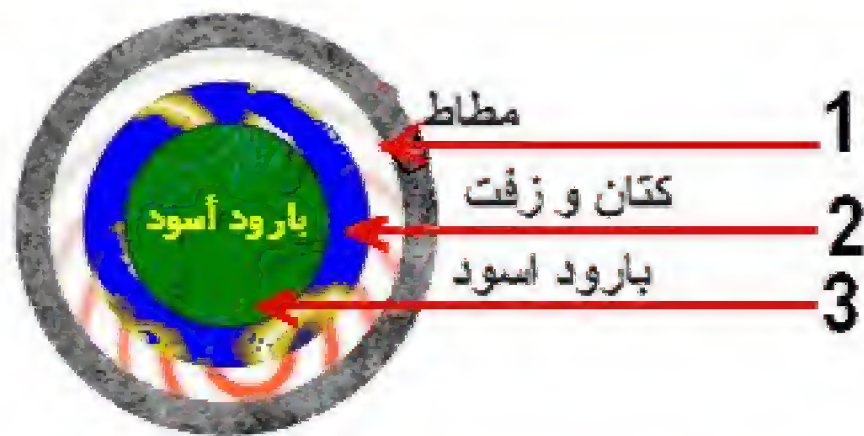 مطاط
1
كتان و زفت
2
بارود أسود
بارود اسود
3